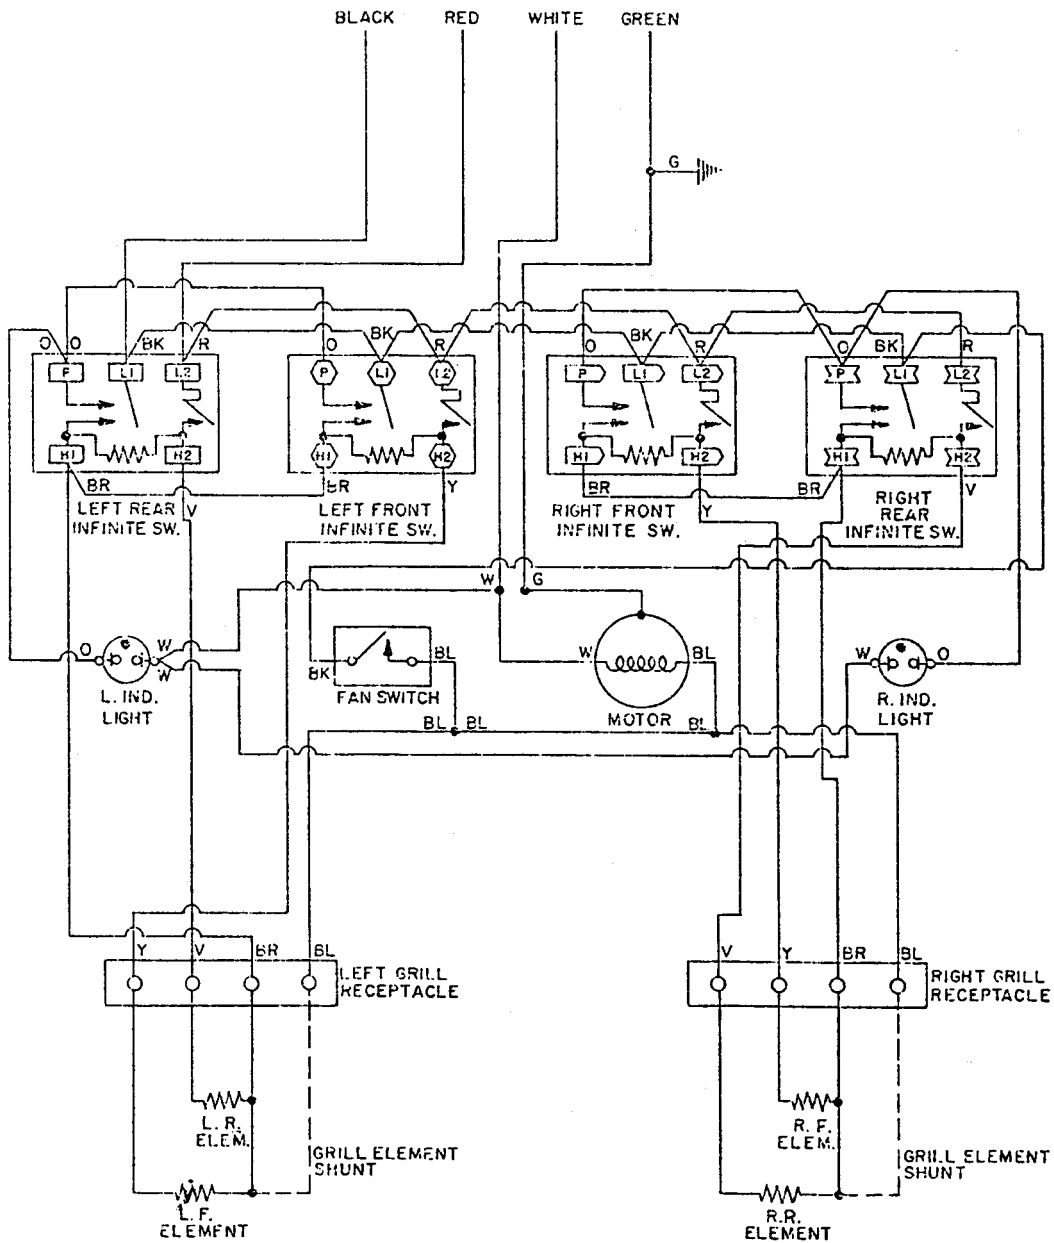 BLACK RED WHITE GREEN
G
O O BK R O BK R O BK R O BK R
P L1 L2 P L1 L2 P L1 L2 P L1 L2
H1 H2 H1 H2 H1 H2 H1 H2
BR V BR Y BR Y BR V
LEFT REAR
INFINITE SW.
LEFT FRONT
INFINITE SW.
RIGHT FRONT
INFINITE SW.
RIGHT
REAR
INFINITE SW.
W G
O W
W
L. IND.
LIGHT
BK BL
FAN SWITCH
W BL
MOTOR
W O
R. IND.
LIGHT
BL BL BL
Y V BR BL
LEFT GRILL
RECEPTACLE
V Y BR BL
RIGHT GRILL
RECEPTACLE
L. R.
ELEM.
R. F.
ELEM.
GRILL ELEMENT
SHUNT
GRILL ELEMENT
SHUNT
L. F.
ELEMENT
R.R.
ELEMENT